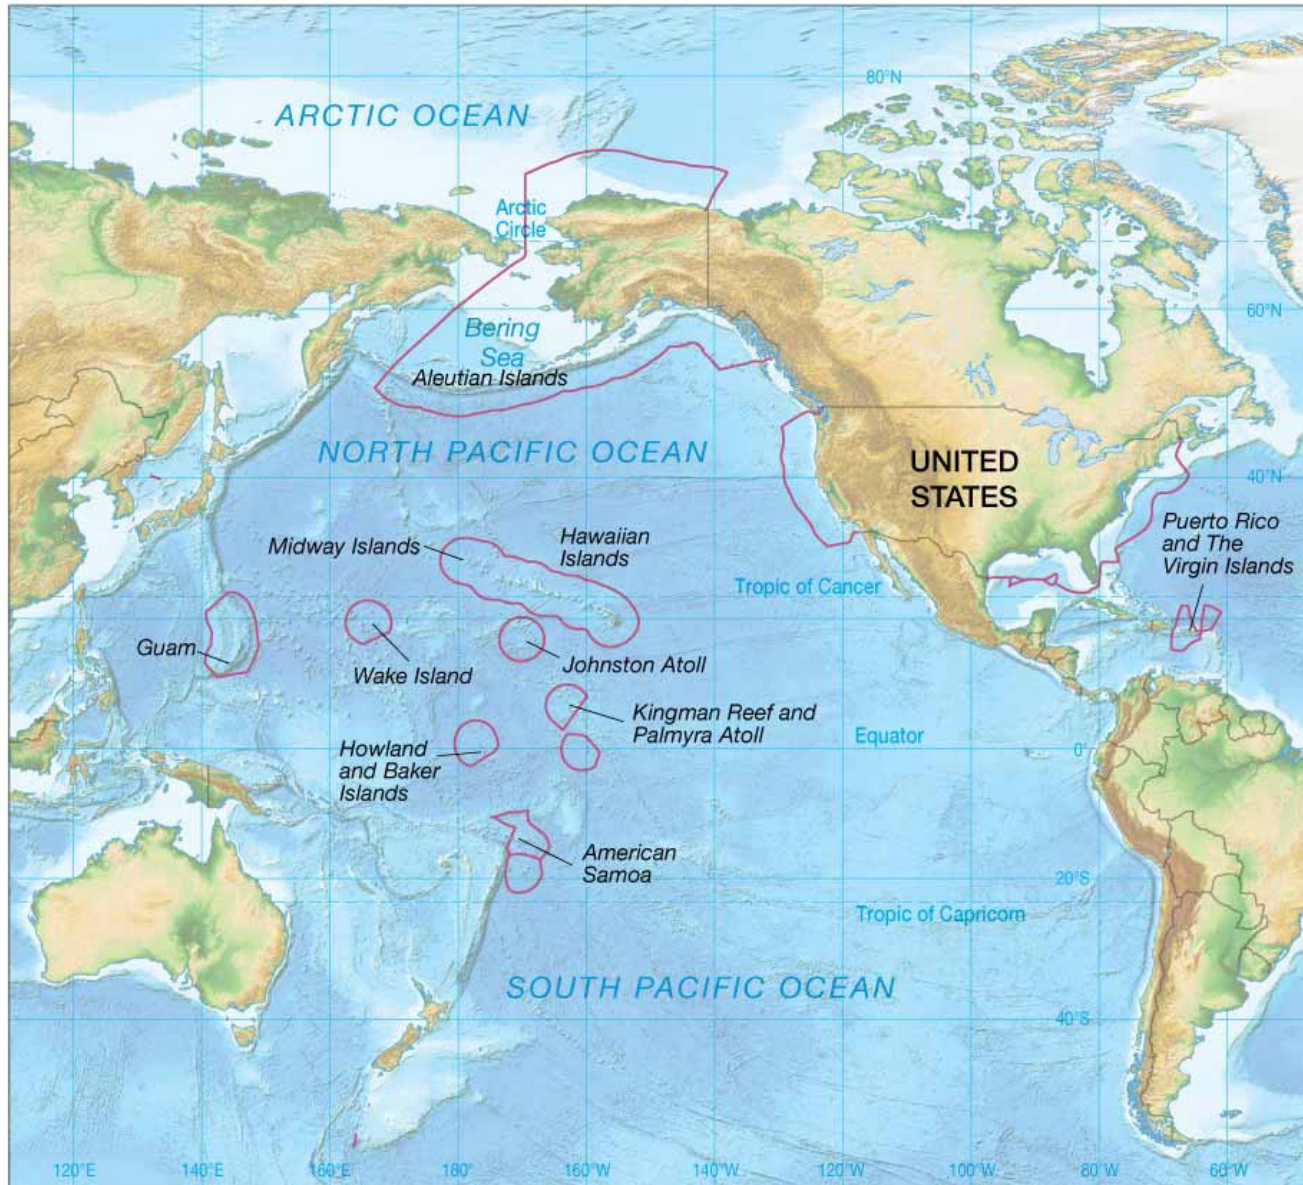 80°N
ARCTIC OCEAN
Arctic
Circle
60°N
Bering
Sea
Aleutian Islands
NORTH PACIFIC OCEAN
UNITED
STATES
40°N
Puerto Rico
and The
Virgin Islands
Midway Islands
Hawaiian
Islands
Tropic of Cancer
Guam
Wake Island
Johnston Atoll
Kingman Reef and
Palmyra Atoll
Equator
0°
Howland
and Baker
Islands
American
Samoa
20°S
Tropic of Capricorn
SOUTH PACIFIC OCEAN
40°S
120°E 140°E 160°E 180° 160°W 140°W 120°W 100°W 80°W 60°W